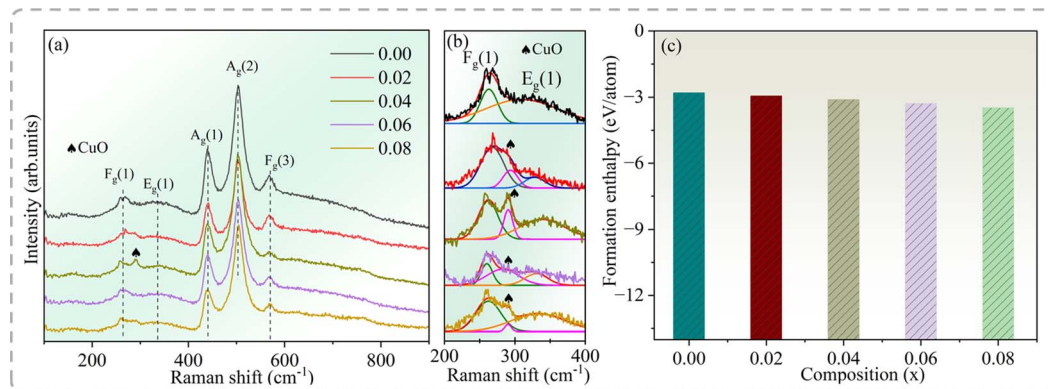 (a)
0.00
0.02
0.04
0.06
0.08
A_g(2)
A_g(1)
♠CuO
F_g(1)
E_g(1)
F_g(3)
♠
Intensity (arb.units)
200 400 600 800
Raman shift (cm⁻¹)
(b)
♠CuO
F_g(1)
E_g(1)
♠
♠
♠
♠
200 300 400
Raman shift (cm⁻¹)
(c)
Formation enthalpy (eV/atom)
0
−3
−6
−9
−12
0.00 0.02 0.04 0.06 0.08
Composition (x)